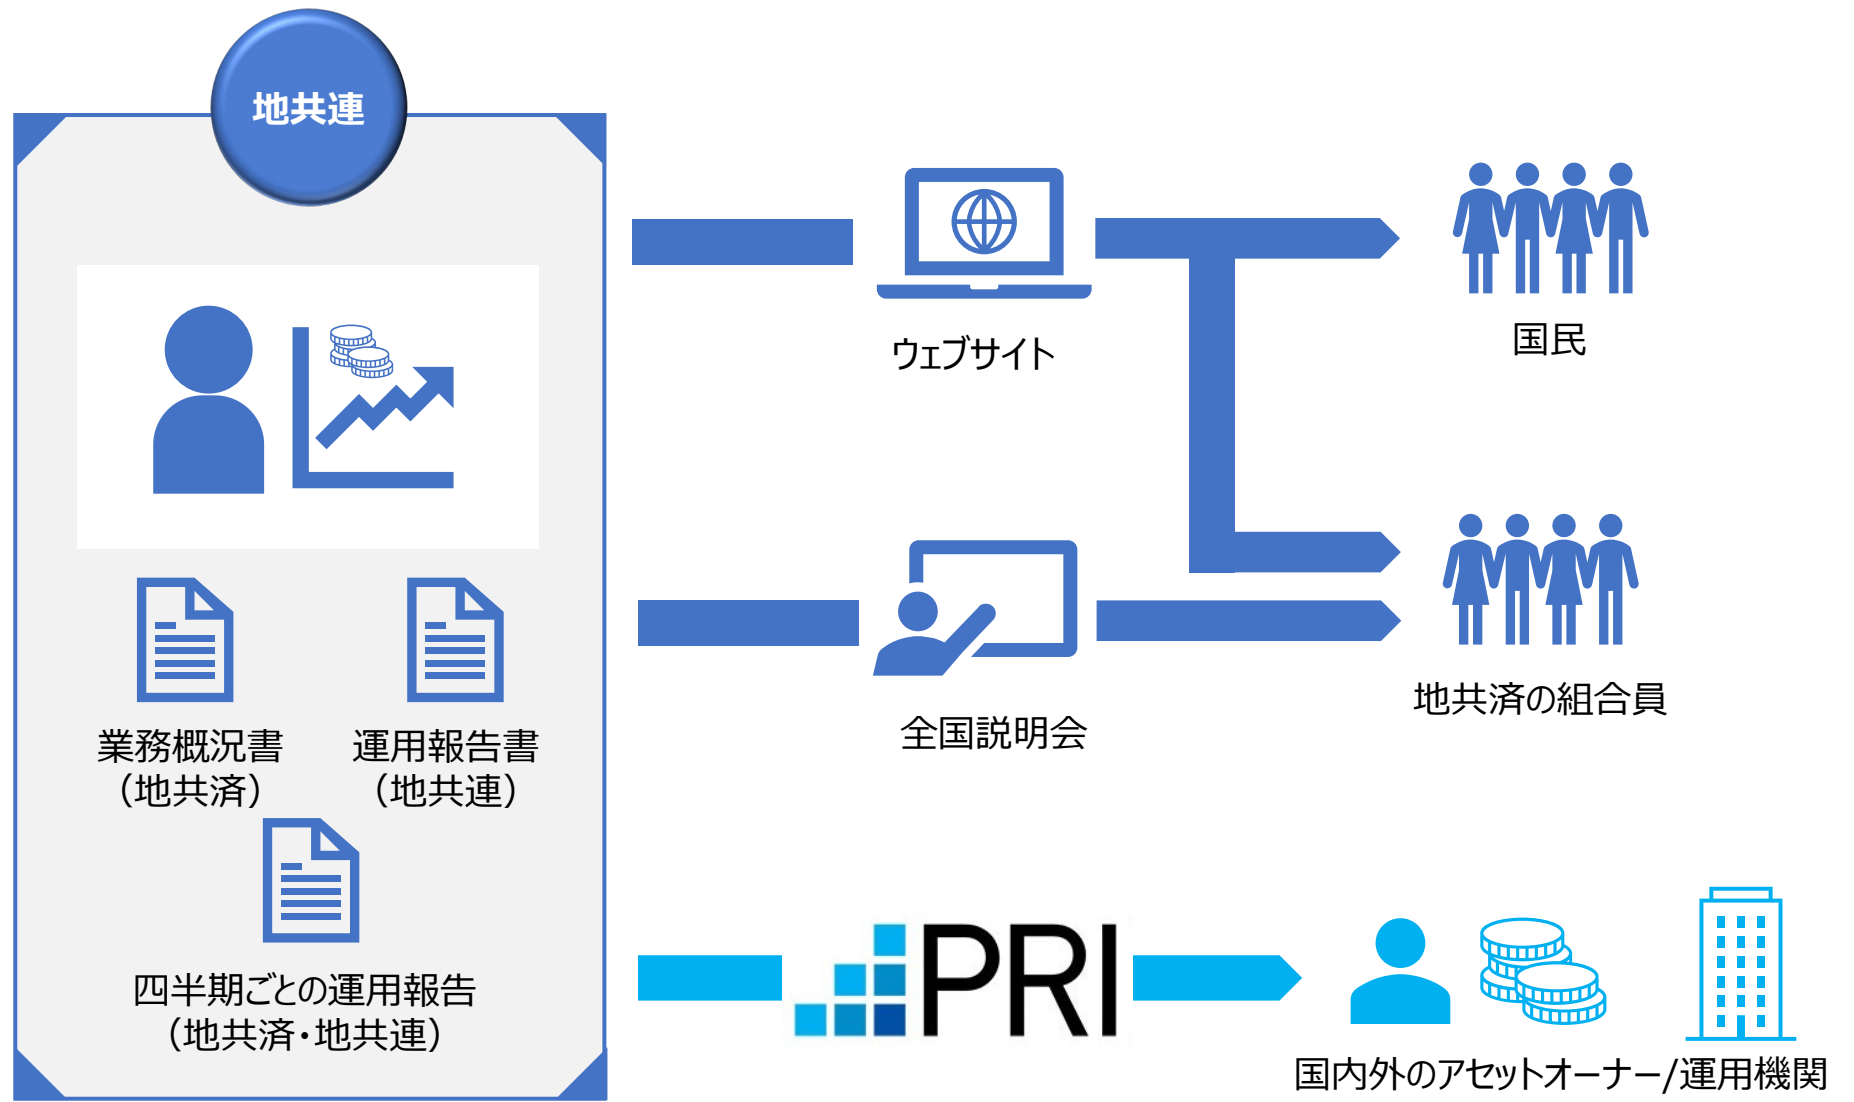 地共連
業務概況書
（地共済）
運用報告書
（地共連）
四半期ごとの運用報告
（地共済・地共連）
ウェブサイト
国民
全国説明会
地共済の組合員
PRI
国内外のアセットオーナー/運用機関